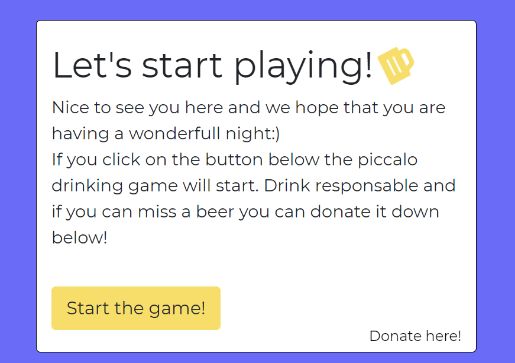 Let's start playing!
Nice to see you here and we hope that you are
having a wonderfull night:)
If you click on the button below the piccalo
drinking game will start. Drink responsable and
if you can miss a beer you can donate it down
below!
Start the game!
Donate here!